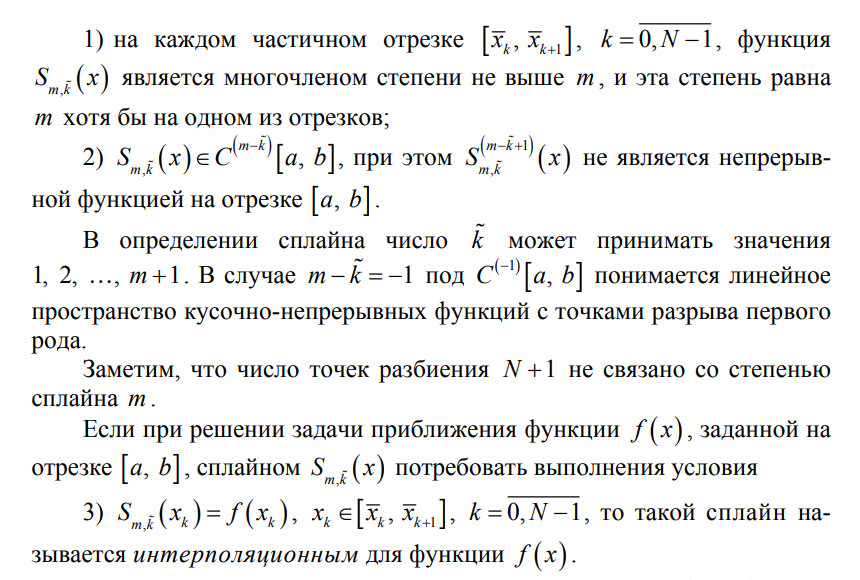 1) на каждом частичном отрезке [x̅ₖ, x̅ₖ₊₁], k = 0, N −1, функция
S_{m,k̃}(x) является многочленом степени не выше m, и эта степень равна
m хотя бы на одном из отрезков;
2) S_{m,k̃}(x) ∈ C^{(m−k̃)}[a, b], при этом S_{m,k̃}^{(m−k̃+1)}(x) не является непрерыв-
ной функцией на отрезке [a, b].
В определении сплайна число k̃ может принимать значения
1, 2, …, m+1. В случае m − k̃ = −1 под C^{(−1)}[a, b] понимается линейное
пространство кусочно-непрерывных функций с точками разрыва первого
рода.
Заметим, что число точек разбиения N +1 не связано со степенью
сплайна m.
Если при решении задачи приближения функции f(x), заданной на
отрезке [a, b], сплайном S_{m,k̃}(x) потребовать выполнения условия
3) S_{m,k̃}(xₖ) = f(xₖ), xₖ ∈ [x̅ₖ, x̅ₖ₊₁], k = 0, N −1, то такой сплайн на-
зывается интерполяционным для функции f(x).